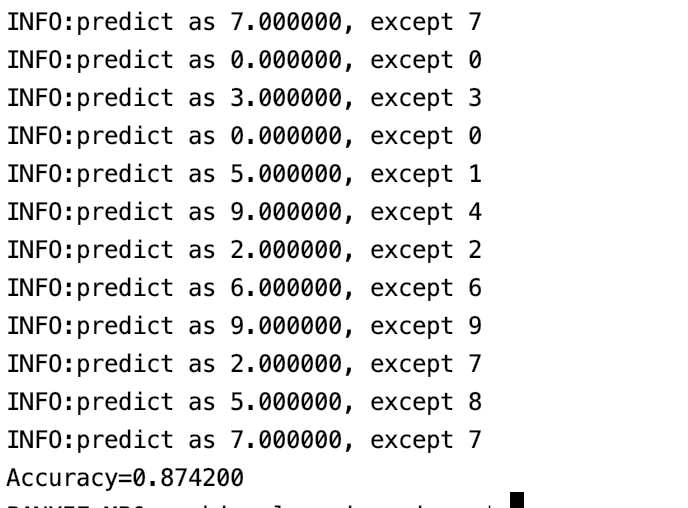 INFO:predict as 7.000000, except 7
INFO:predict as 0.000000, except 0
INFO:predict as 3.000000, except 3
INFO:predict as 0.000000, except 0
INFO:predict as 5.000000, except 1
INFO:predict as 9.000000, except 4
INFO:predict as 2.000000, except 2
INFO:predict as 6.000000, except 6
INFO:predict as 9.000000, except 9
INFO:predict as 2.000000, except 7
INFO:predict as 5.000000, except 8
INFO:predict as 7.000000, except 7
Accuracy=0.874200